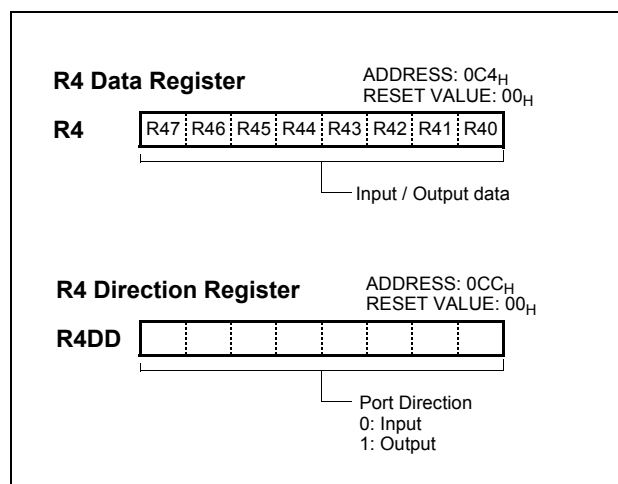 R4 Data Register
ADDRESS: 0C4H
RESET VALUE: 00H
R4
R47 R46 R45 R44 R43 R42 R41 R40
Input / Output data
R4 Direction Register
ADDRESS: 0CCH
RESET VALUE: 00H
R4DD
Port Direction
0: Input
1: Output